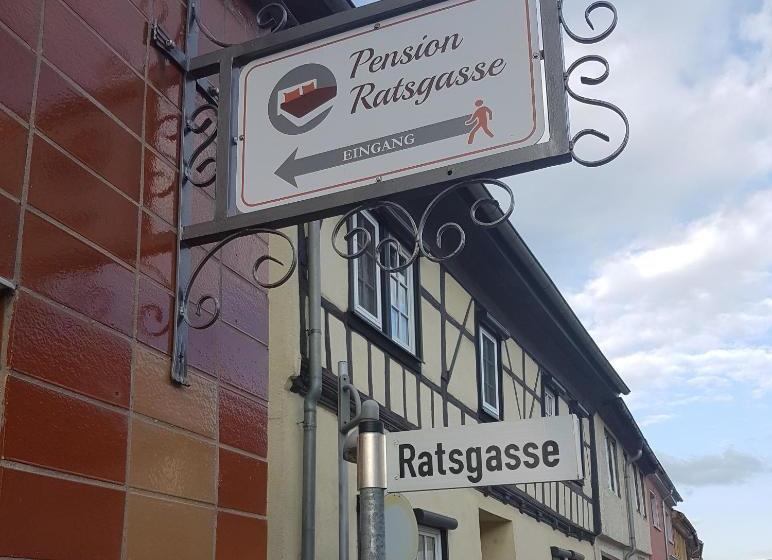 Pension
Ratsgasse
EINGANG
Ratsgasse